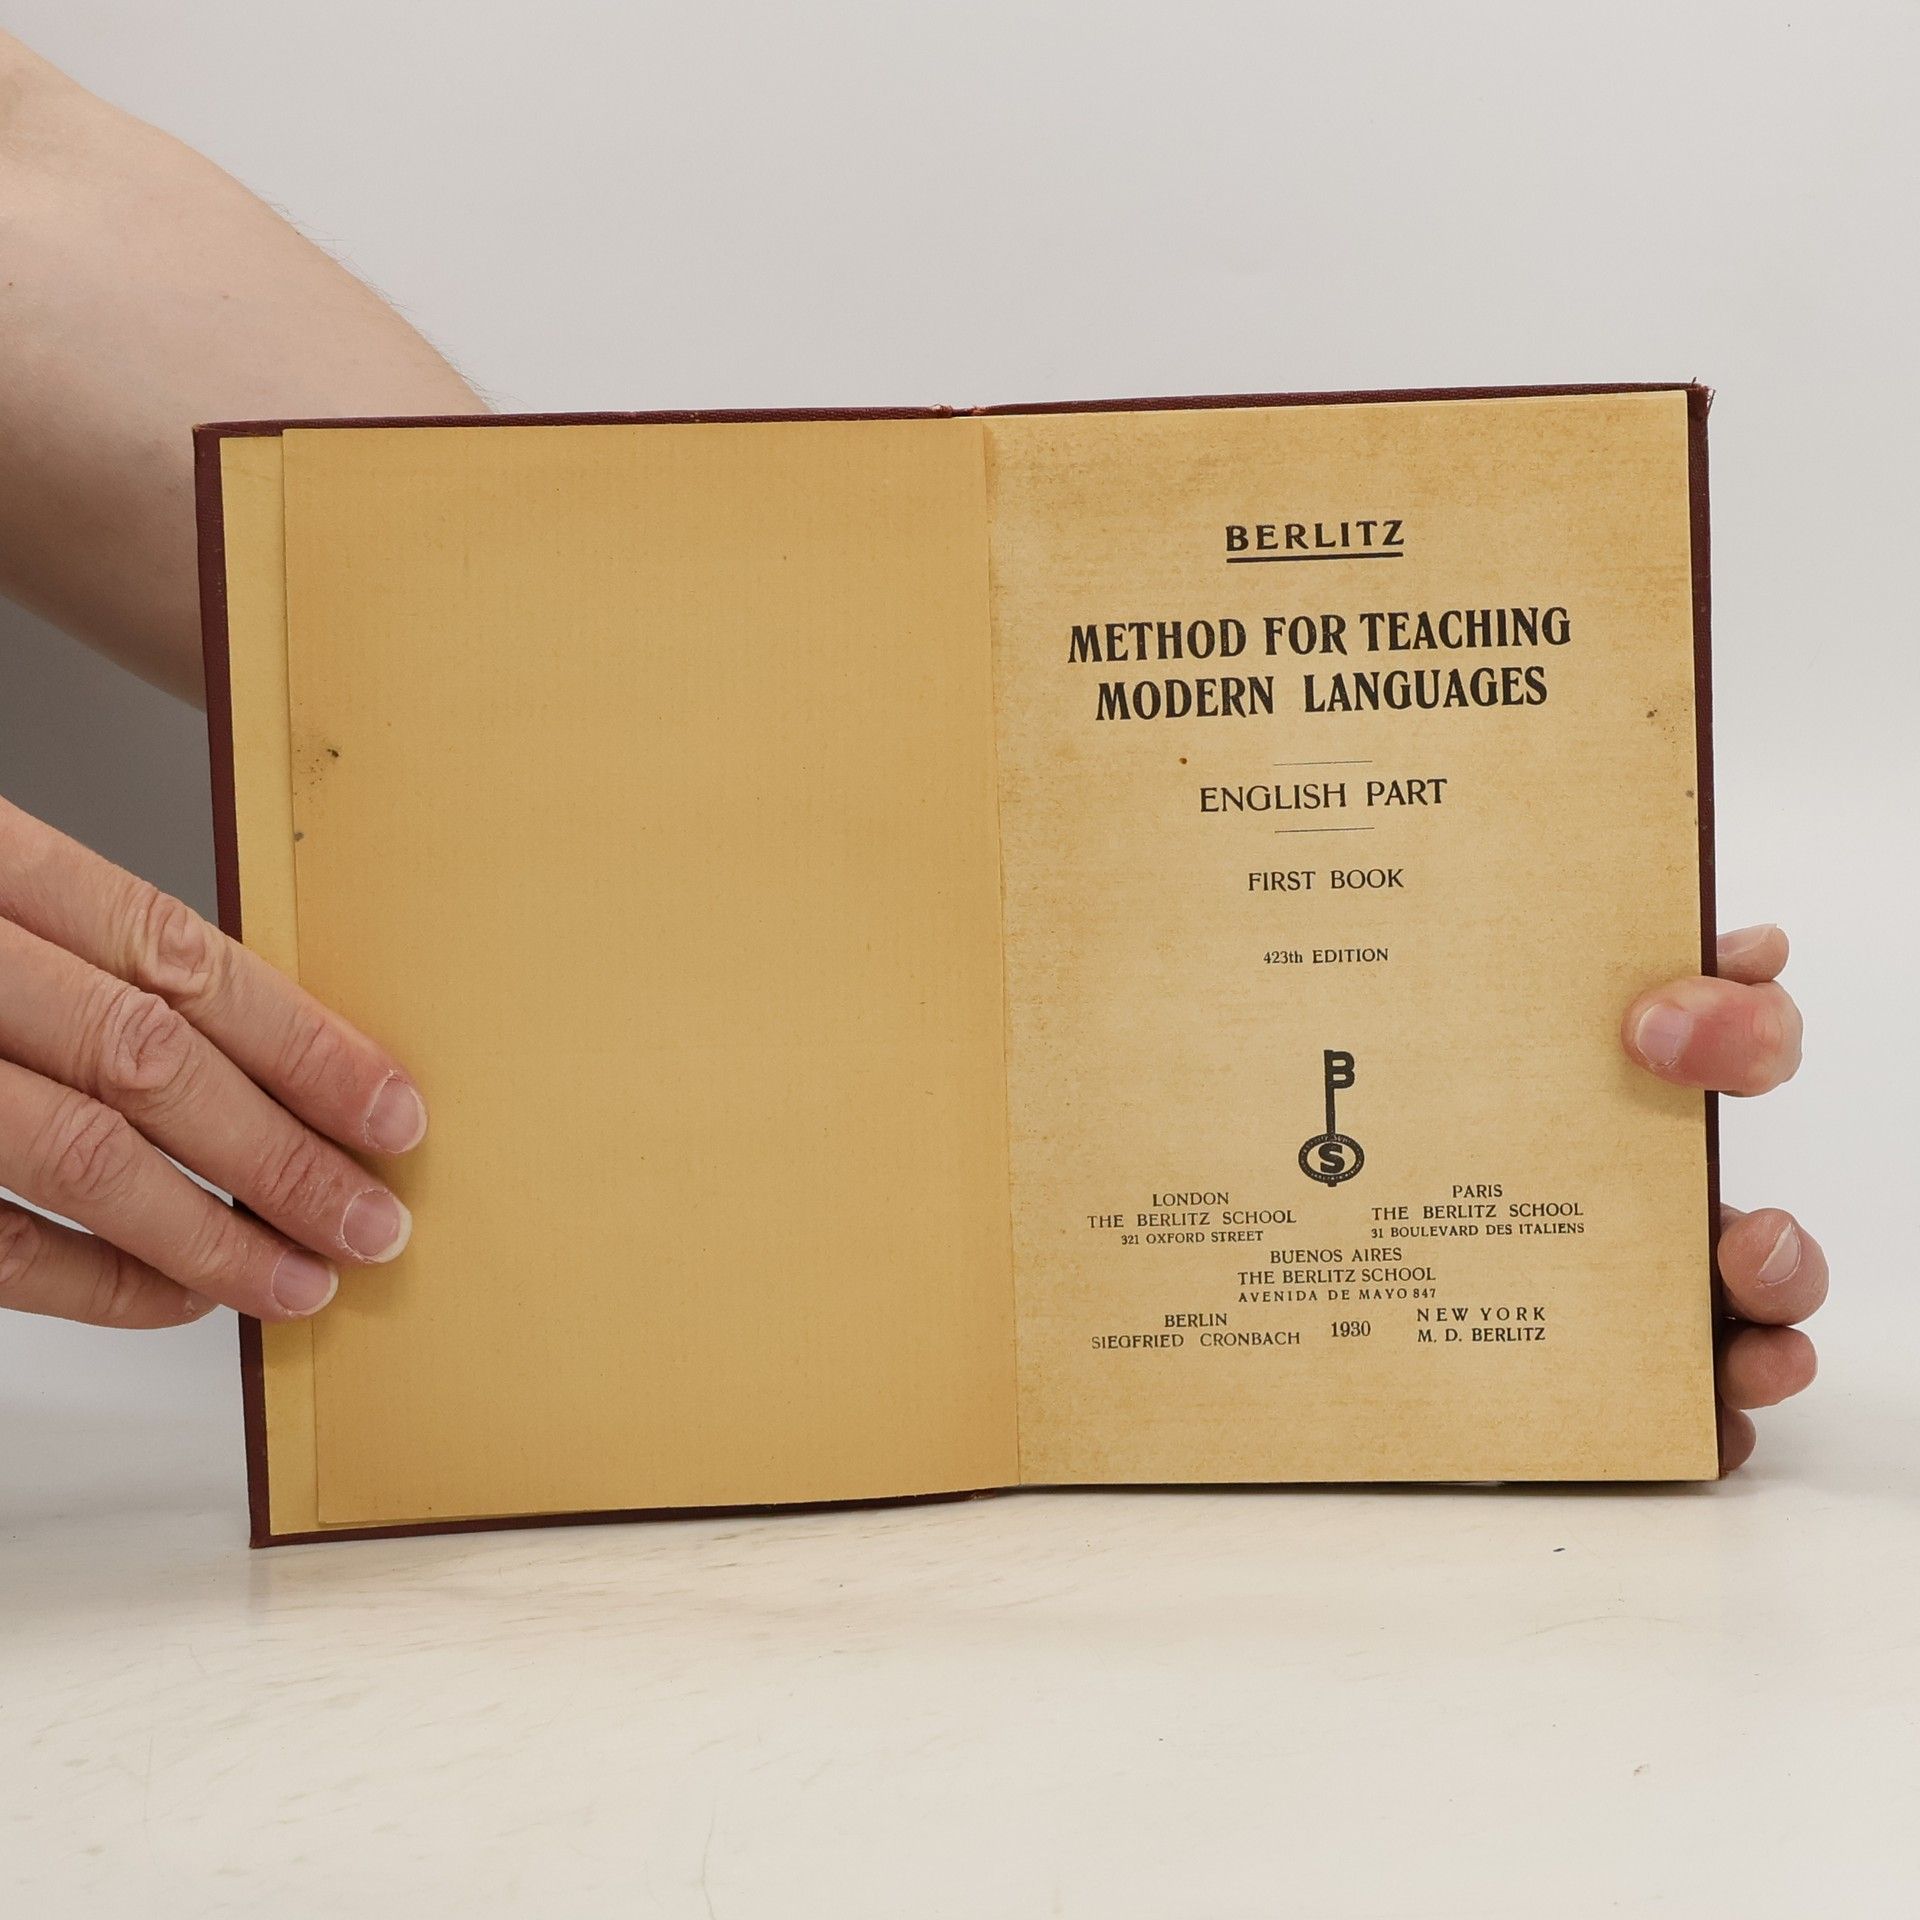 BERLITZ
METHOD FOR TEACHING
MODERN LANGUAGES
ENGLISH PART
FIRST BOOK
423th EDITION
B
S
LONDON
THE BERLITZ SCHOOL
321 OXFORD STREET
PARIS
THE BERLITZ SCHOOL
31 BOULEVARD DES ITALIENS
BUENOS AIRES
THE BERLITZ SCHOOL
AVENIDA DE MAYO 847
BERLIN
SIEGFRIED CRONBACH
1930
NEW YORK
M. D. BERLITZ